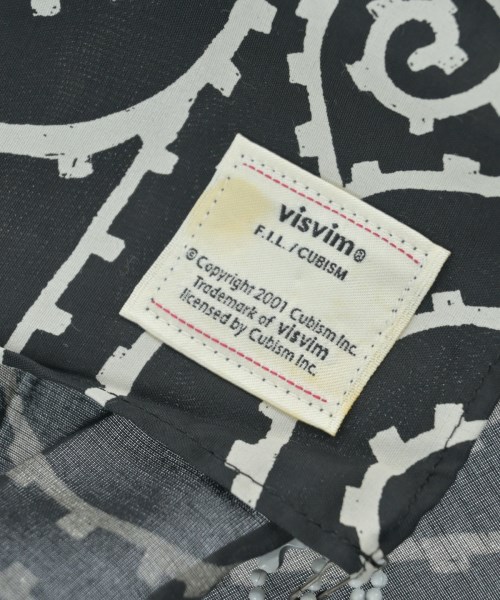 visvim®
F.I.L. / CUBISM
© Copyright 2001 Cubism Inc.
Trademark of visvim
licensed by Cubism Inc.